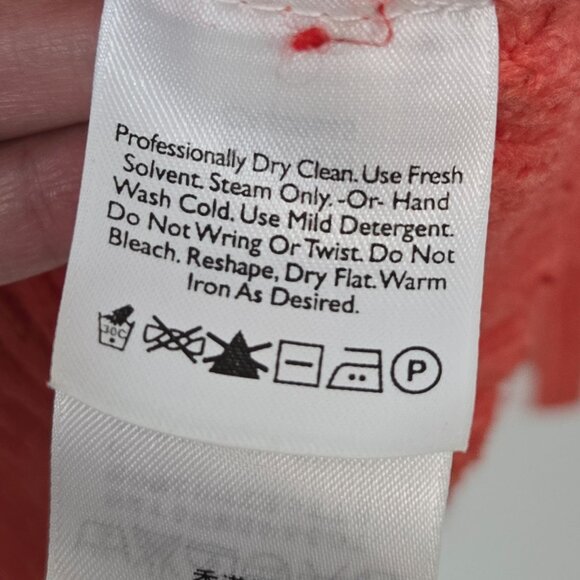 Professionally Dry Clean. Use Fresh
Solvent. Steam Only. -Or- Hand
Wash Cold. Use Mild Detergent.
Do Not Wring Or Twist. Do Not
Bleach. Reshape, Dry Flat. Warm
Iron As Desired.
30C P